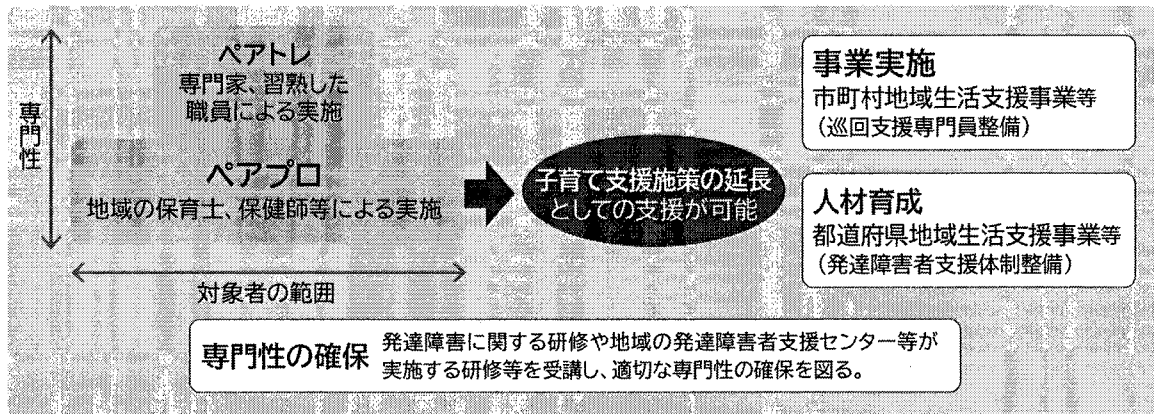 専門性
ペアトレ
専門家、習熟した
職員による実施
ペアプロ
地域の保育士、保健師等による実施
対象者の範囲
子育て支援施策の延長
としての支援が可能
事業実施
市町村地域生活支援事業等
(巡回支援専門員整備)
人材育成
都道府県地域生活支援事業等
(発達障害者支援体制整備)
専門性の確保
発達障害に関する研修や地域の発達障害者支援センター等が
実施する研修等を受講し、適切な専門性の確保を図る。